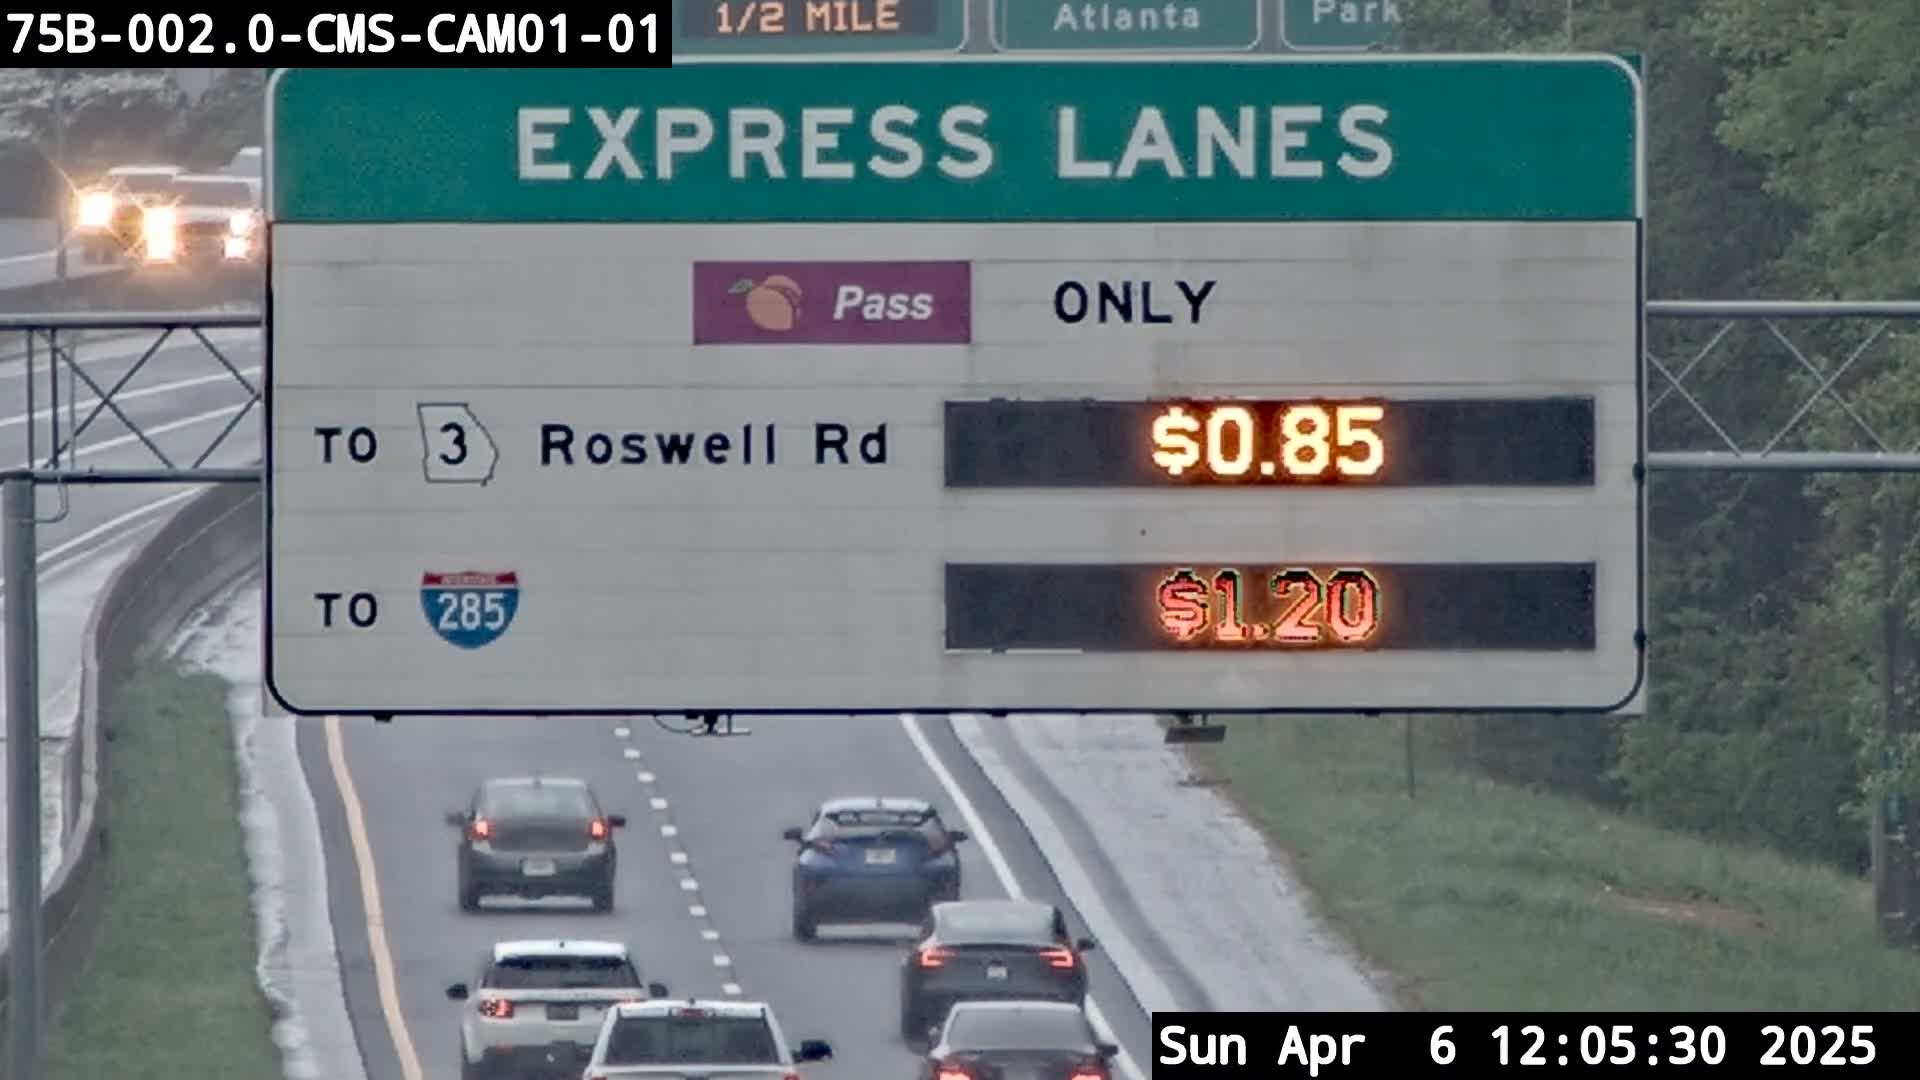 75B-002.0-CMS-CAM01-01
1/2 MILE
Atlanta
Park
EXPRESS LANES
Pass ONLY
TO 3 Roswell Rd $0.85
TO 285 $1.20
Sun Apr 6 12:05:30 2025